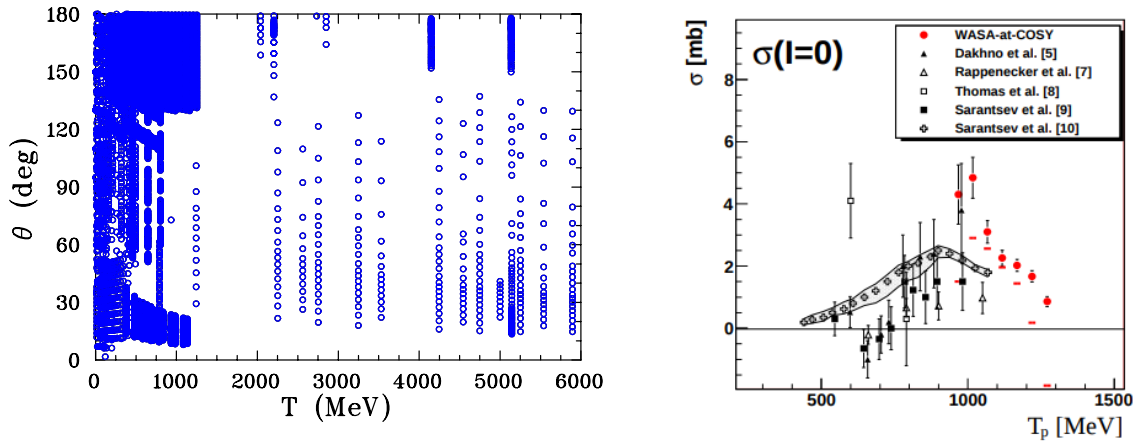 180
150
120
90
60
30
0
θ (deg)
0 1000 2000 3000 4000 5000 6000
T (MeV)
σ [mb]
8
6
4
2
0
σ(I=0)
WASA-at-COSY
Dakhno et al. [5]
Rappenecker et al. [7]
Thomas et al. [8]
Sarantsev et al. [9]
Sarantsev et al. [10]
500 1000 1500
Tₚ [MeV]